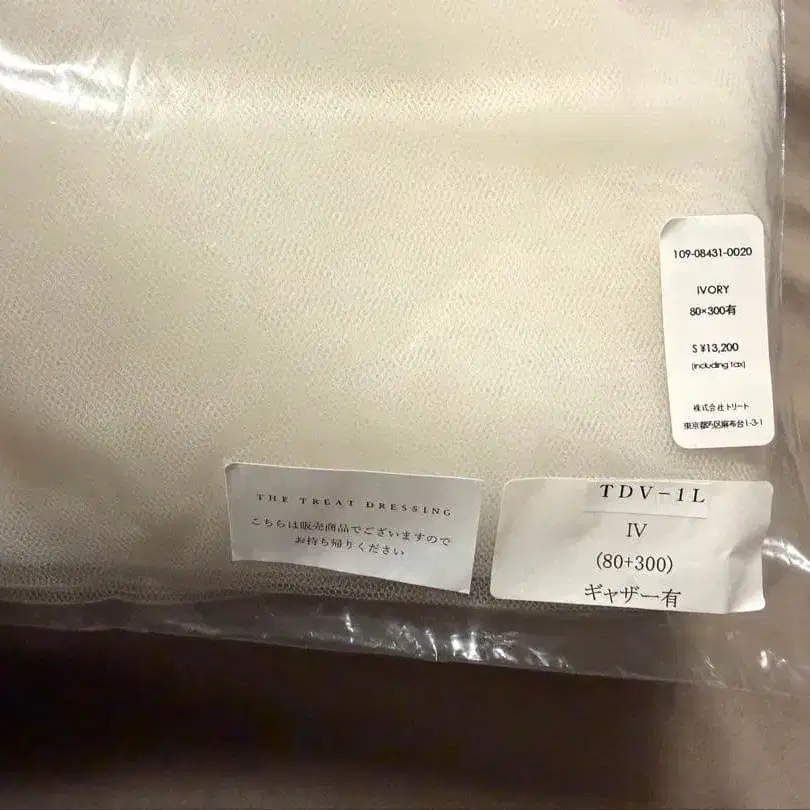 109-08431-0020
IVORY
80×300有
S ¥13,200
(including tax)
株式会社トリート
東京都港区麻布台1-3-1
THE TREAT DRESSING
こちらは販売商品でございますので
お持ち帰りください
TDV-1L
IV
(80+300)
ギャザー有